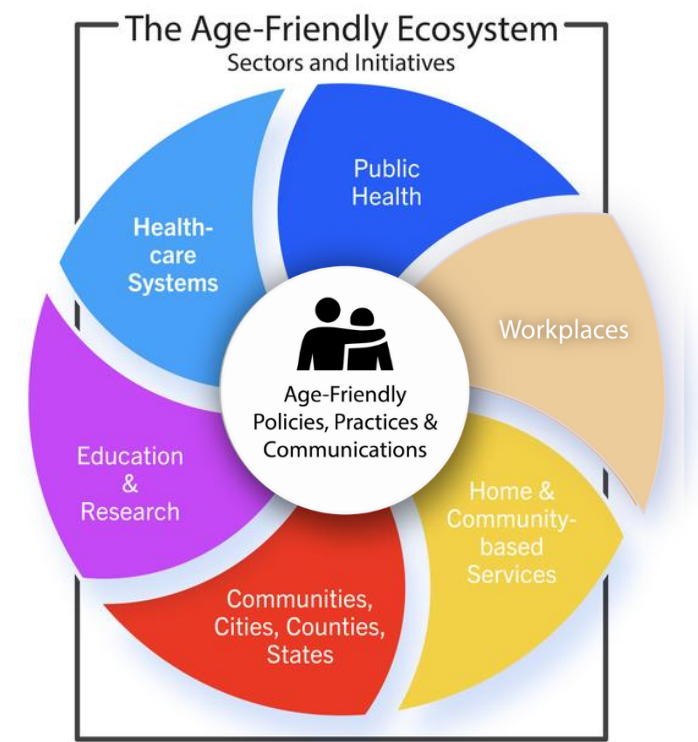 The Age-Friendly Ecosystem
Sectors and Initiatives
Public
Health
Health-
care
Systems
Workplaces
Age-Friendly
Policies, Practices &
Communications
Education
&
Research
Home &
Community-
based
Services
Communities,
Cities, Counties,
States